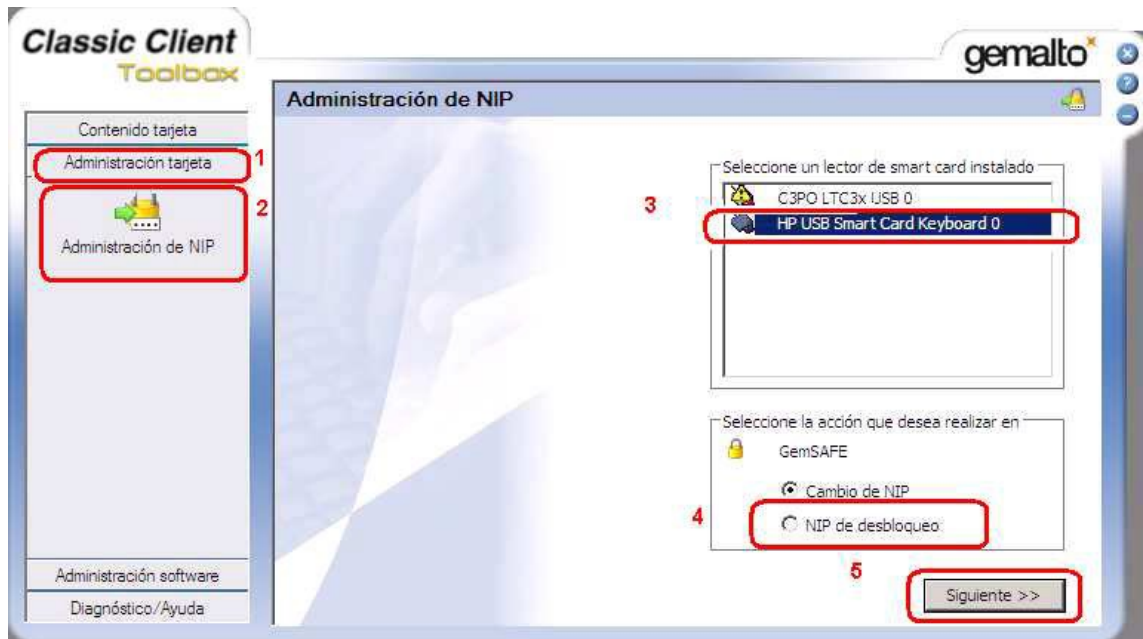 Classic Client
Toolbox
gemalto
Administración de NIP
Contenido tarjeta
Administración tarjeta
1
2
Administración de NIP
Seleccione un lector de smart card instalado
C3PO LTC3x USB 0
3
HP USB Smart Card Keyboard 0
Seleccione la acción que desea realizar en
GemSAFE
Cambio de NIP
4
NIP de desbloqueo
5
Siguiente >>
Administración software
Diagnóstico/Ayuda